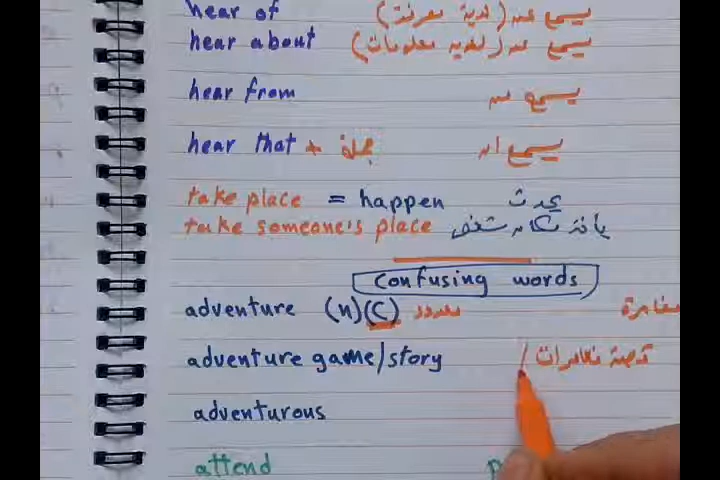 hear of يسمع عن (لديه معرفة)
hear about يسمع عن (لديه معلومات)
hear from يسمع من
hear that + جملة يسمع أن
take place = happen يحدث
take someone's place يأخذ مكان شخص
confusing words
adventure (n)(C) معدود مغامرة
adventure game/story قصة مغامرات /
adventurous
attend